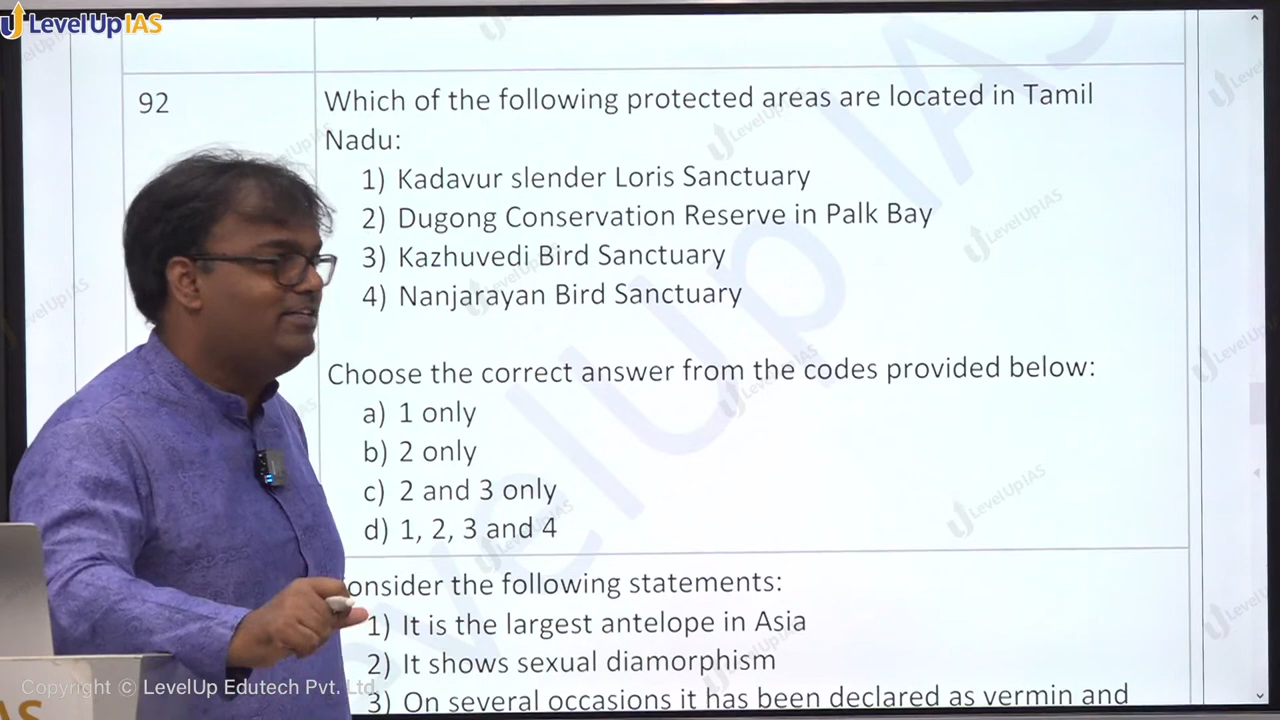 LevelUp IAS
92
Which of the following protected areas are located in Tamil
Nadu:
1) Kadavur slender Loris Sanctuary
2) Dugong Conservation Reserve in Palk Bay
3) Kazhuvedi Bird Sanctuary
4) Nanjarayan Bird Sanctuary
Choose the correct answer from the codes provided below:
a) 1 only
b) 2 only
c) 2 and 3 only
d) 1, 2, 3 and 4
onsider the following statements:
1) It is the largest antelope in Asia
2) It shows sexual diamorphism
3) On several occasions it has been declared as vermin and
Copyright © LevelUp Edutech Pvt. Ltd.
IAS